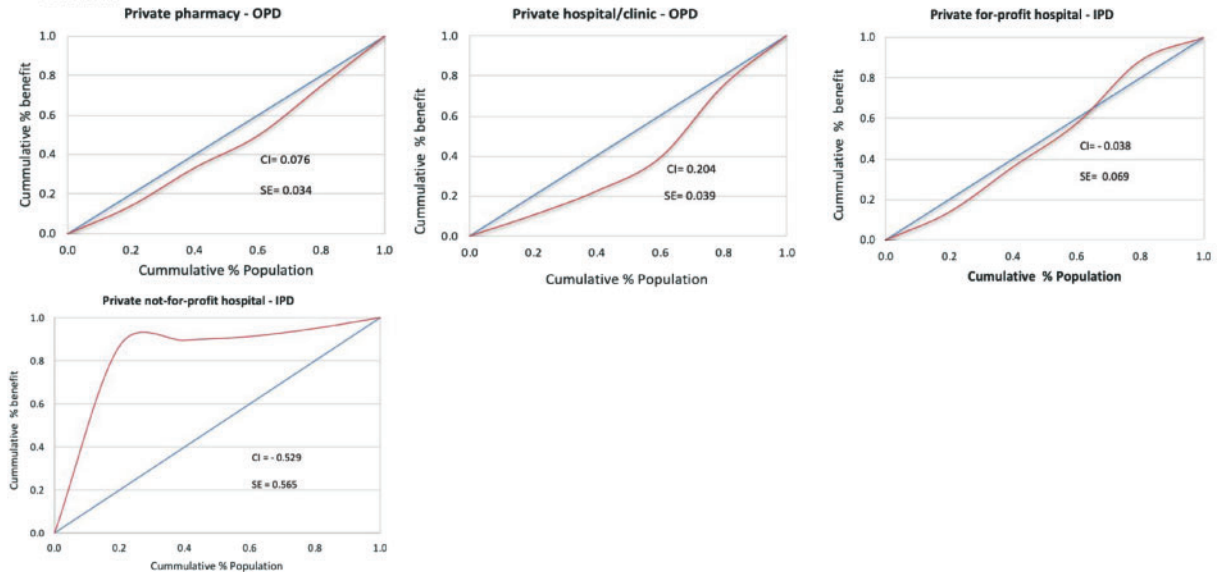 Private pharmacy - OPD
Cummulative % benefit
1.0
0.8
0.6
0.4
0.2
0.0
CI= 0.076
SE= 0.034
0.0 0.2 0.4 0.6 0.8 1.0
Cummulative % Population
Private hospital/clinic - OPD
Cummulative % benefit
1.0
0.8
0.6
0.4
0.2
0.0
CI= 0.204
SE= 0.039
0.0 0.2 0.4 0.6 0.8 1.0
Cumulative % Population
Private for-profit hospital - IPD
Cummulative % benefit
1.0
0.8
0.6
0.4
0.2
0.0
CI= - 0.038
SE= 0.069
0.0 0.2 0.4 0.6 0.8 1.0
Cumulative % Population
Private not-for-profit hospital - IPD
Cummulative % benefit
1.0
0.8
0.6
0.4
0.2
0.0
CI = - 0.529
SE = 0.565
0.0 0.2 0.4 0.6 0.8 1.0
Cummulative % Population